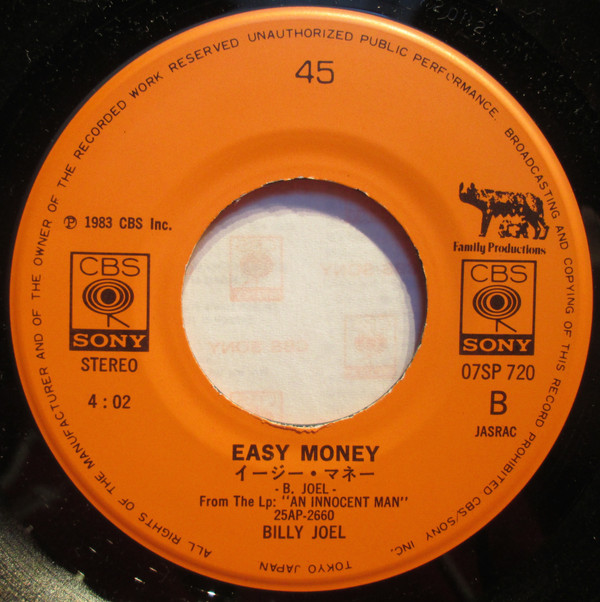 ALL RIGHTS OF THE MANUFACTURER AND OF THE OWNER OF THE RECORDED WORK RESERVED UNAUTHORIZED PUBLIC PERFORMANCE. BROADCASTING AND COPYING OF THIS RECORD PROHIBITED CBS/SONY INC.
TOKYO JAPAN
45
Ⓟ 1983 CBS Inc.
Family Productions
CBS
SONY
STEREO
4:02
CBS
SONY
07SP 720
B
JASRAC
CBS SONY
EASY MONEY
イージー・マネー
- B. JOEL -
From The Lp: "AN INNOCENT MAN"
25AP-2660
BILLY JOEL